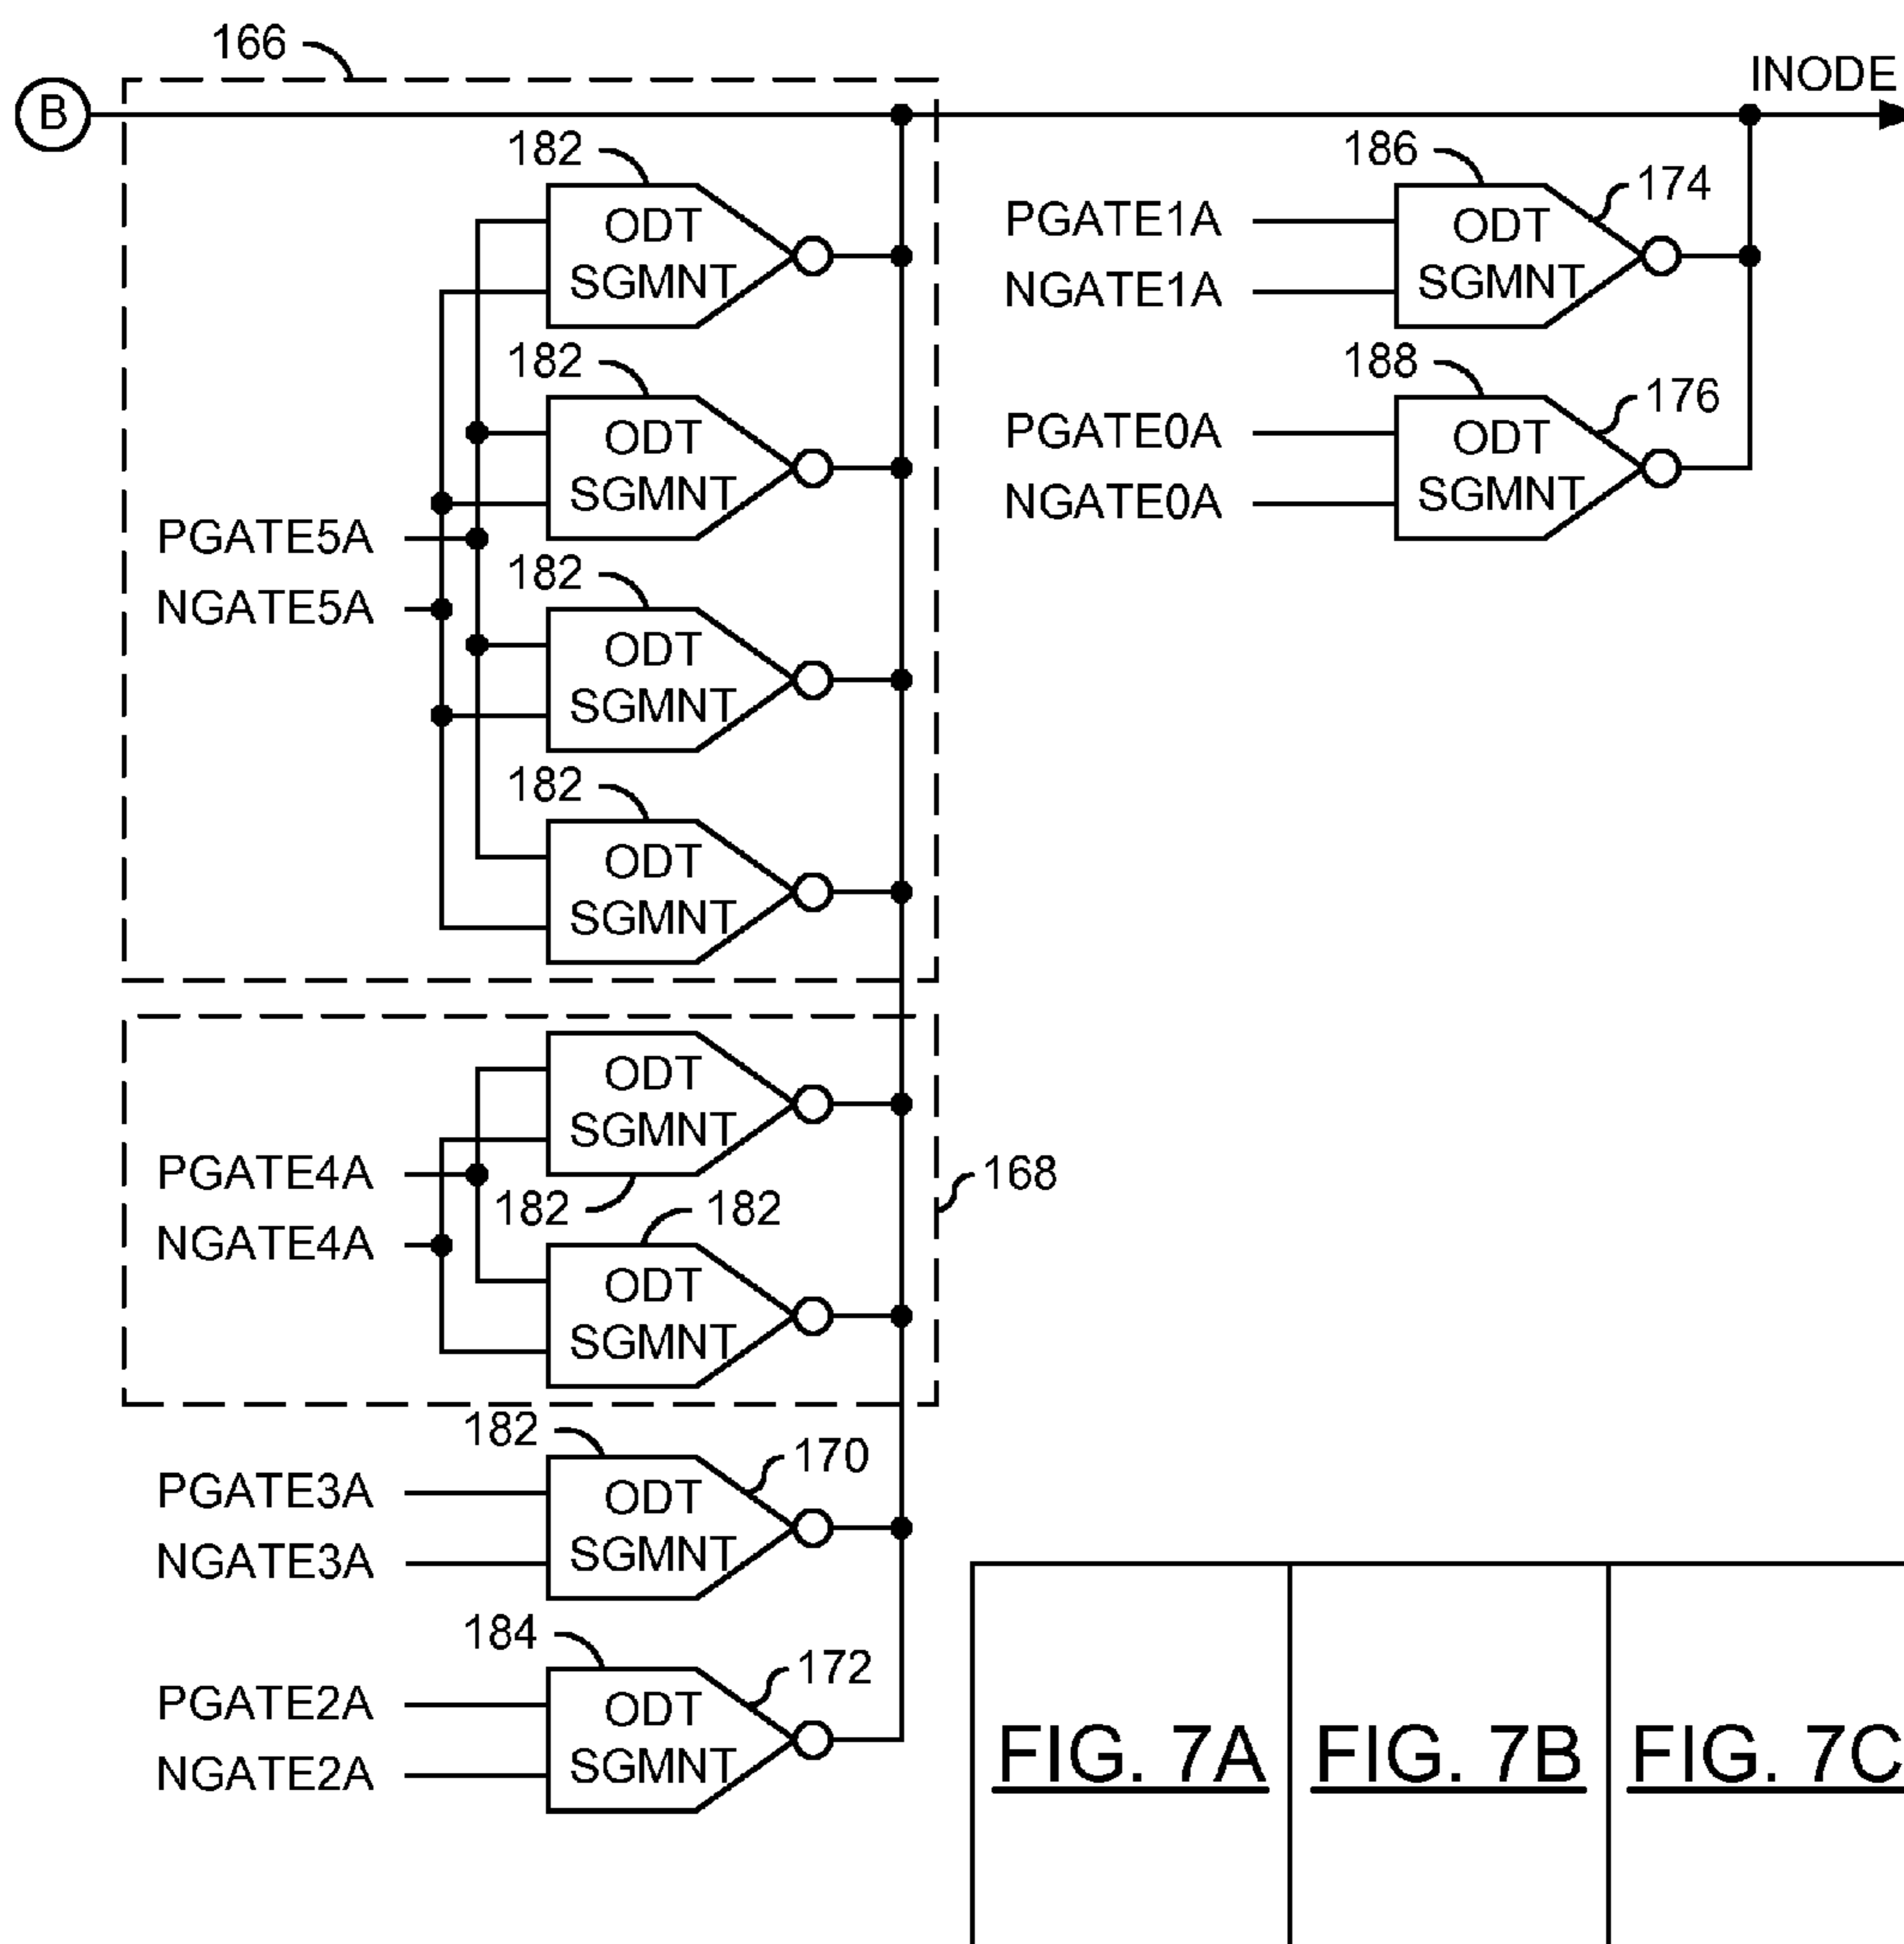 166
B
INODE
182
ODT
SGMNT
182
ODT
SGMNT
PGATE5A
NGATE5A
182
ODT
SGMNT
182
ODT
SGMNT
ODT
SGMNT
182
168
PGATE4A
NGATE4A
182
ODT
SGMNT
182
170
PGATE3A
NGATE3A
ODT
SGMNT
184
172
PGATE2A
NGATE2A
ODT
SGMNT
186
174
PGATE1A
NGATE1A
ODT
SGMNT
188
176
PGATE0A
NGATE0A
ODT
SGMNT
FIG. 7A
FIG. 7B
FIG. 7C